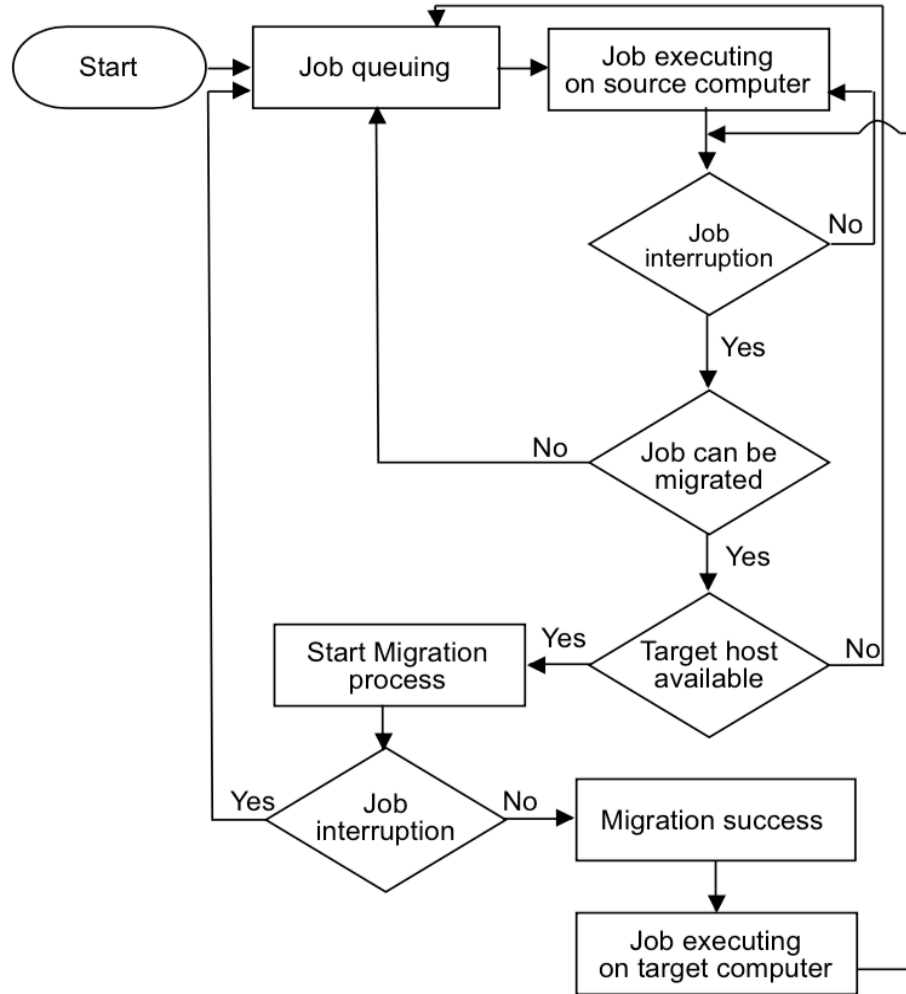 Start
Job queuing
Job executing
on source computer
Job
interruption
No
Yes
No
Job can be
migrated
Yes
Start Migration
process
Yes
Target host
available
No
Yes
Job
interruption
No
Migration success
Job executing
on target computer